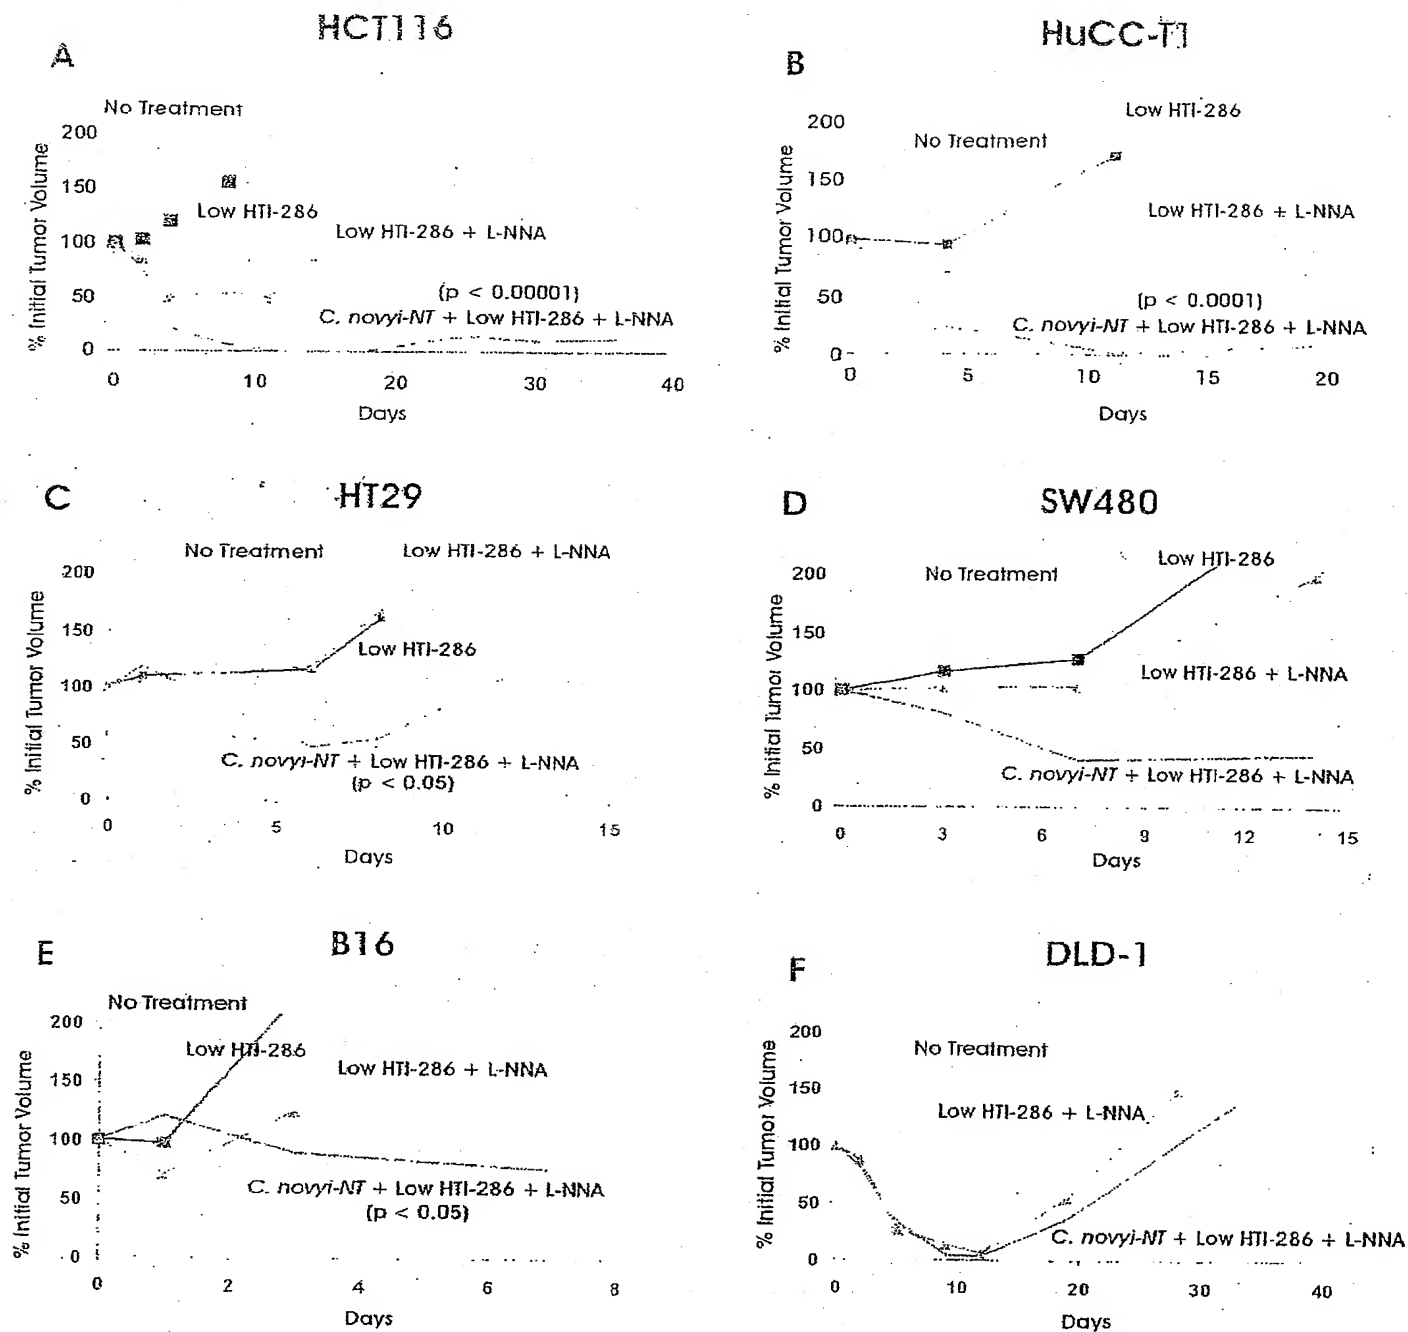 A
HCT116
No Treatment
200
150
100
50
0
% Initial Tumor Volume
Low HTI-286
Low HTI-286 + L-NNA
(p < 0.00001)
C. novyi-NT + Low HTI-286 + L-NNA
0 10 20 30 40
Days
B
HuCC-T1
Low HTI-286
No Treatment
200
150
100
50
0
% Initial Tumor Volume
Low HTI-286 + L-NNA
(p < 0.0001)
C. novyi-NT + Low HTI-286 + L-NNA
0 5 10 15 20
Days
C
HT29
No Treatment
Low HTI-286 + L-NNA
200
150
100
50
0
% Initial Tumor Volume
Low HTI-286
C. novyi-NT + Low HTI-286 + L-NNA
(p < 0.05)
0 5 10 15
Days
D
SW480
Low HTI-286
No Treatment
200
150
100
50
0
% Initial Tumor Volume
Low HTI-286 + L-NNA
C. novyi-NT + Low HTI-286 + L-NNA
0 3 6 9 12 15
Days
E
B16
No Treatment
200
150
100
50
0
% Initial Tumor Volume
Low HTI-286
Low HTI-286 + L-NNA
C. novyi-NT + Low HTI-286 + L-NNA
(p < 0.05)
0 2 4 6 8
Days
F
DLD-1
200
150
100
50
0
% Initial Tumor Volume
No Treatment
Low HTI-286 + L-NNA
C. novyi-NT + Low HTI-286 + L-NNA
0 10 20 30 40
Days